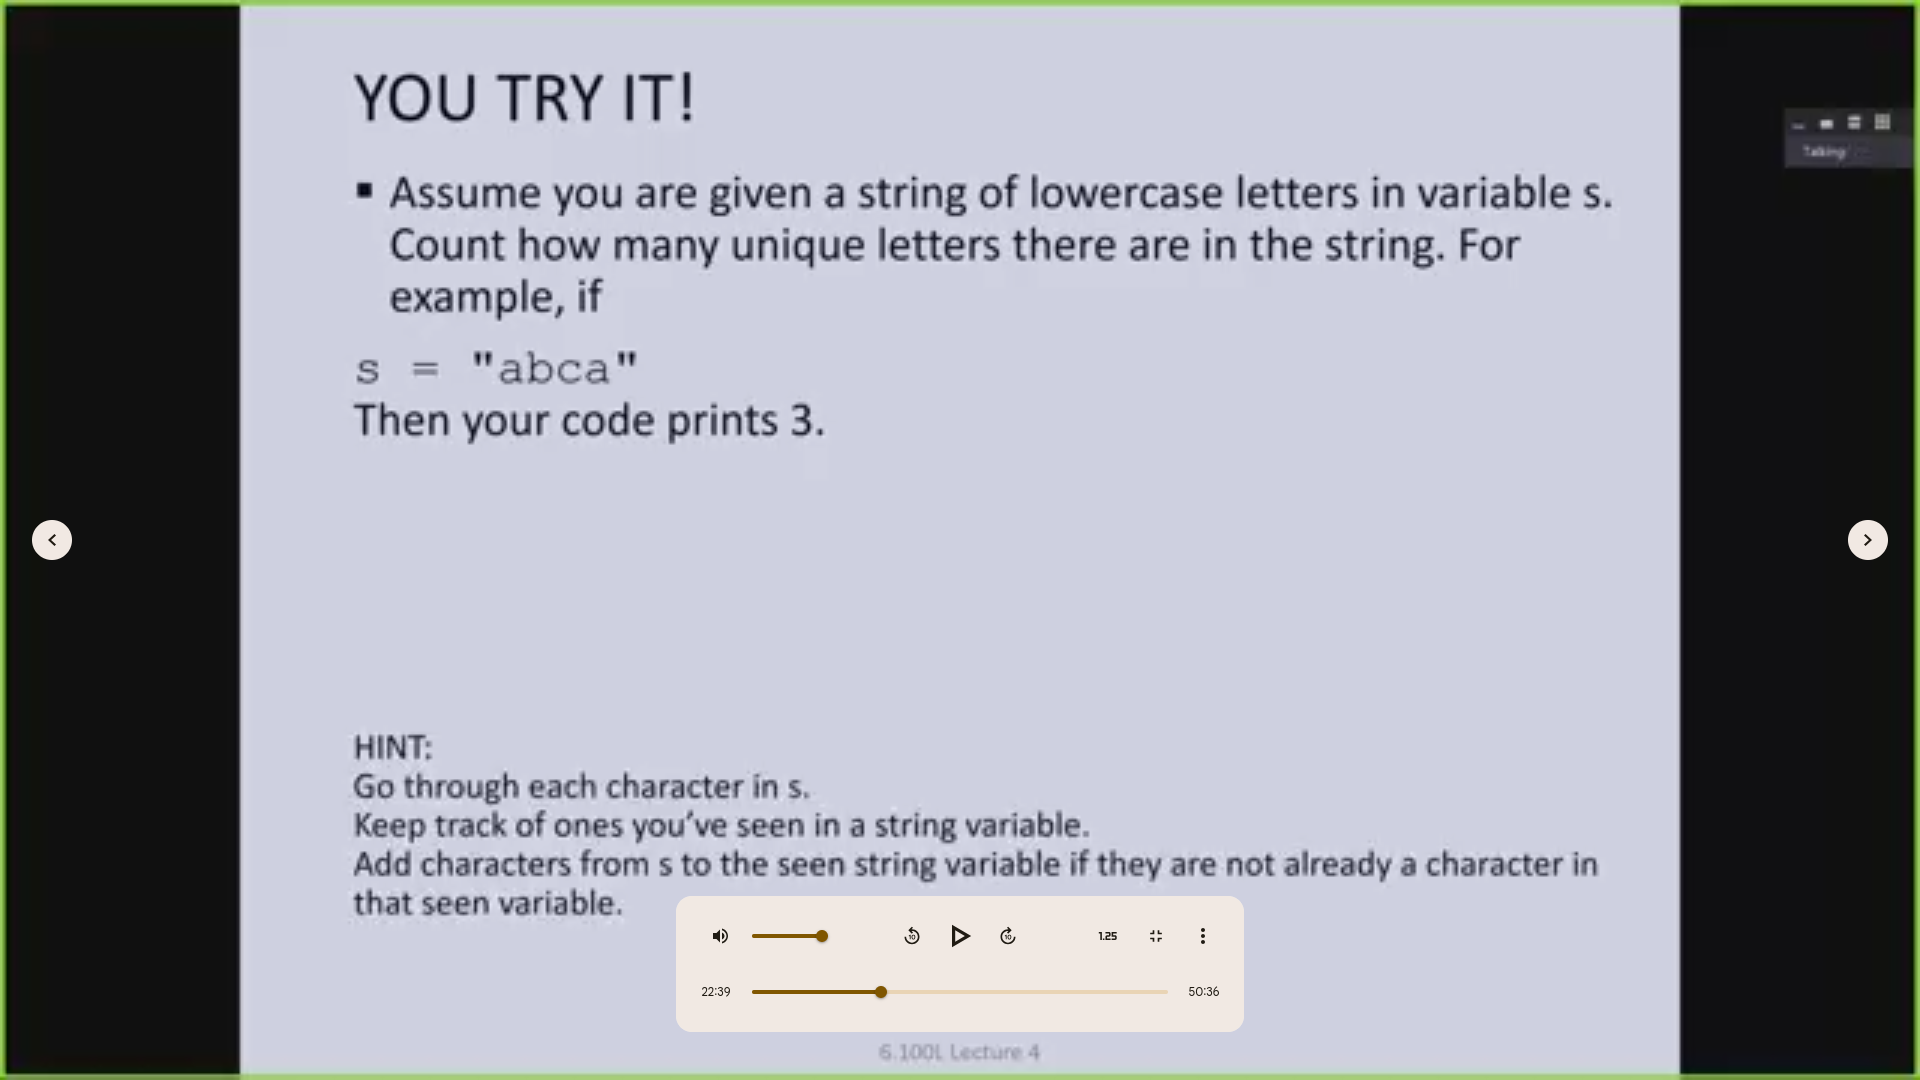 YOU TRY IT!
Talking:
▪ Assume you are given a string of lowercase letters in variable s.
Count how many unique letters there are in the string. For
example, if
s = "abca"
Then your code prints 3.
HINT:
Go through each character in s.
Keep track of ones you’ve seen in a string variable.
Add characters from s to the seen string variable if they are not already a character in
that seen variable.
10
10
1.25
22:39
50:36
6.100L Lecture 4